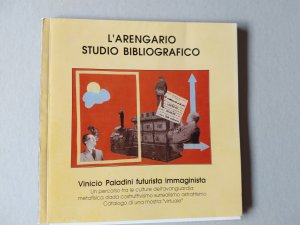 L'ARENGARIO
STUDIO BIBLIOGRAFICO
Vinicio Paladini futurista immaginista
Un percorso fra le culture dell'avanguardia
metafisica dada costruttivismo surrealismo astrattismo
Catalogo di una mostra "virtuale"